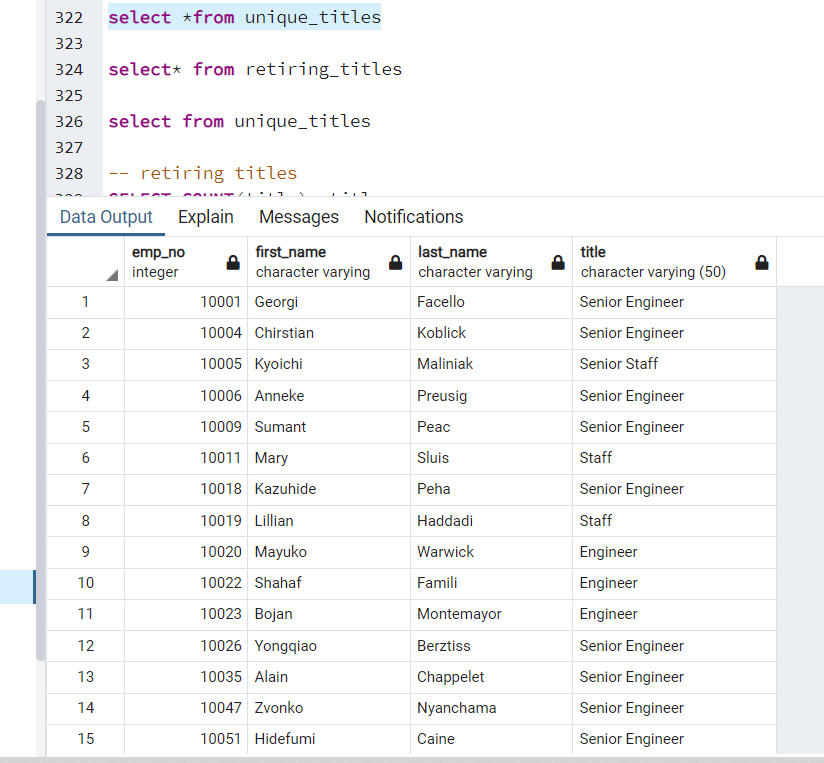 322 select *from unique_titles
323
324 select* from retiring_titles
325
326 select from unique_titles
327
328 -- retiring titles
Data Output Explain Messages Notifications
emp_no first_name last_name title
integer character varying character varying character varying (50)
1 10001 Georgi Facello Senior Engineer
2 10004 Chirstian Koblick Senior Engineer
3 10005 Kyoichi Maliniak Senior Staff
4 10006 Anneke Preusig Senior Engineer
5 10009 Sumant Peac Senior Engineer
6 10011 Mary Sluis Staff
7 10018 Kazuhide Peha Senior Engineer
8 10019 Lillian Haddadi Staff
9 10020 Mayuko Warwick Engineer
10 10022 Shahaf Famili Engineer
11 10023 Bojan Montemayor Engineer
12 10026 Yongqiao Berztiss Senior Engineer
13 10035 Alain Chappelet Senior Engineer
14 10047 Zvonko Nyanchama Senior Engineer
15 10051 Hidefumi Caine Senior Engineer